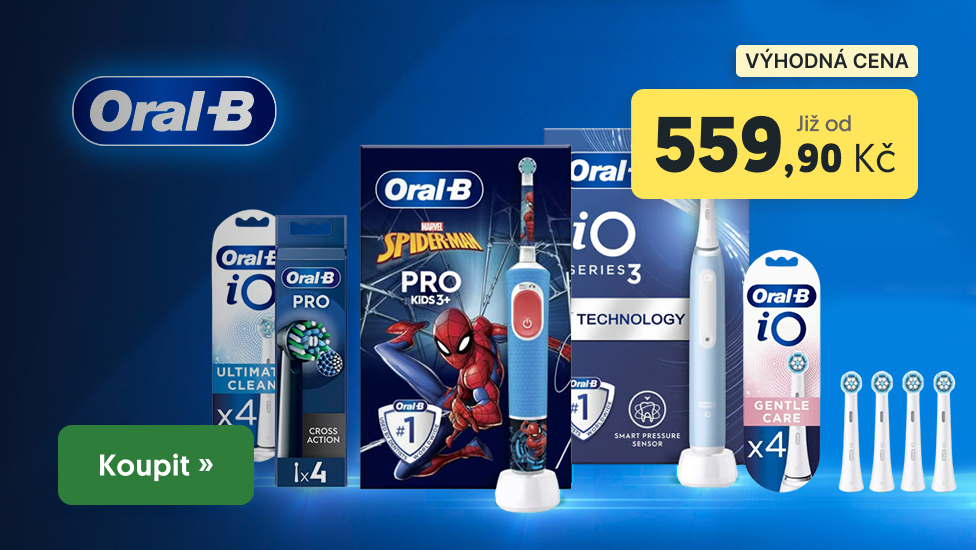 VÝHODNÁ CENA
Již od
559,90 Kč
Oral-B
Oral-B
iO
ULTIMATE
CLEAN
x4
Oral-B
PRO
CROSS
ACTION
x4
Oral-B
MARVEL
SPIDER-MAN
PRO
KIDS 3+
Oral-B
#1
WORLDWIDE
Oral-B
iO
SERIES 3
TECHNOLOGY
Oral-B
#1
WORLDWIDE
SMART PRESSURE
SENSOR
Oral-B
iO
GENTLE
CARE
x4
Koupit »